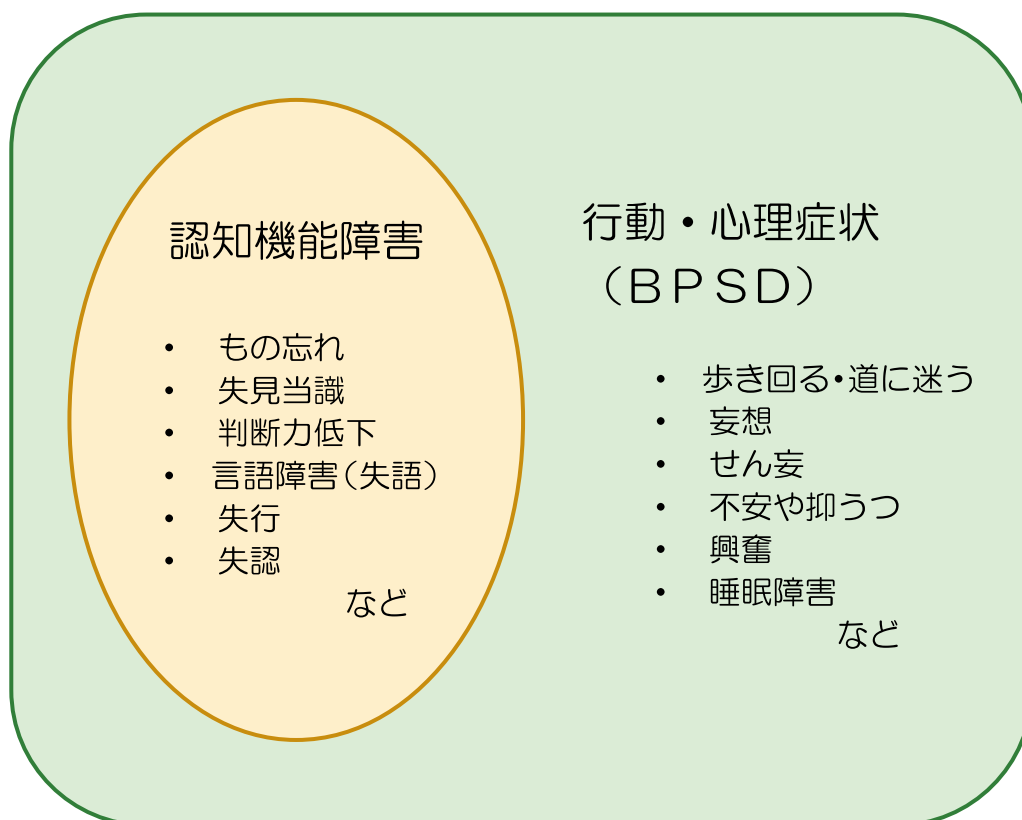 認知機能障害
• もの忘れ
• 失見当識
• 判断力低下
• 言語障害（失語）
• 失行
• 失認
など
行動・心理症状
（ＢＰＳＤ）
• 歩き回る・道に迷う
• 妄想
• せん妄
• 不安や抑うつ
• 興奮
• 睡眠障害
など